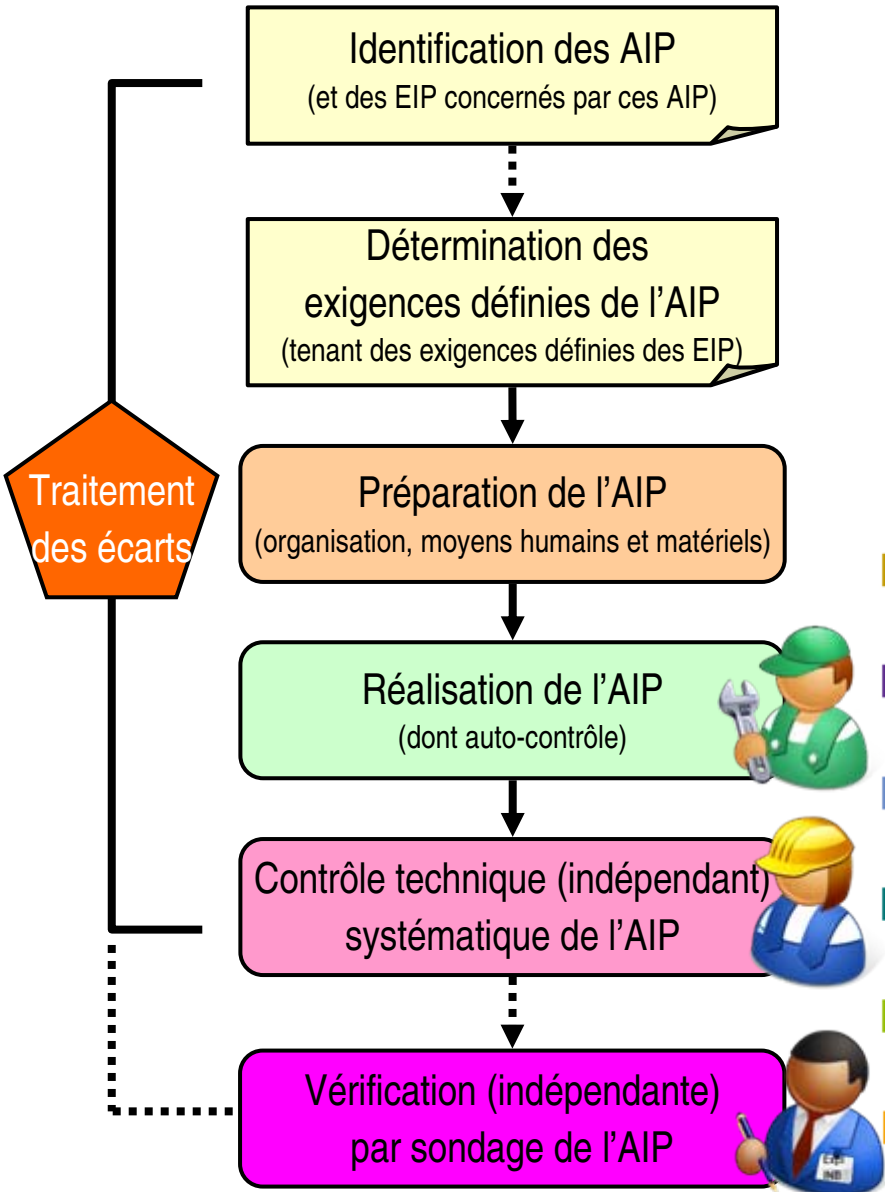 Identification des AIP
(et des EIP concernés par ces AIP)
Détermination des
exigences définies de l'AIP
(tenant des exigences définies des EIP)
Traitement
des écarts
Préparation de l'AIP
(organisation, moyens humains et matériels)
Réalisation de l'AIP
(dont auto-contrôle)
Contrôle technique (indépendant)
systématique de l'AIP
Vérification (indépendante)
par sondage de l'AIP
INB